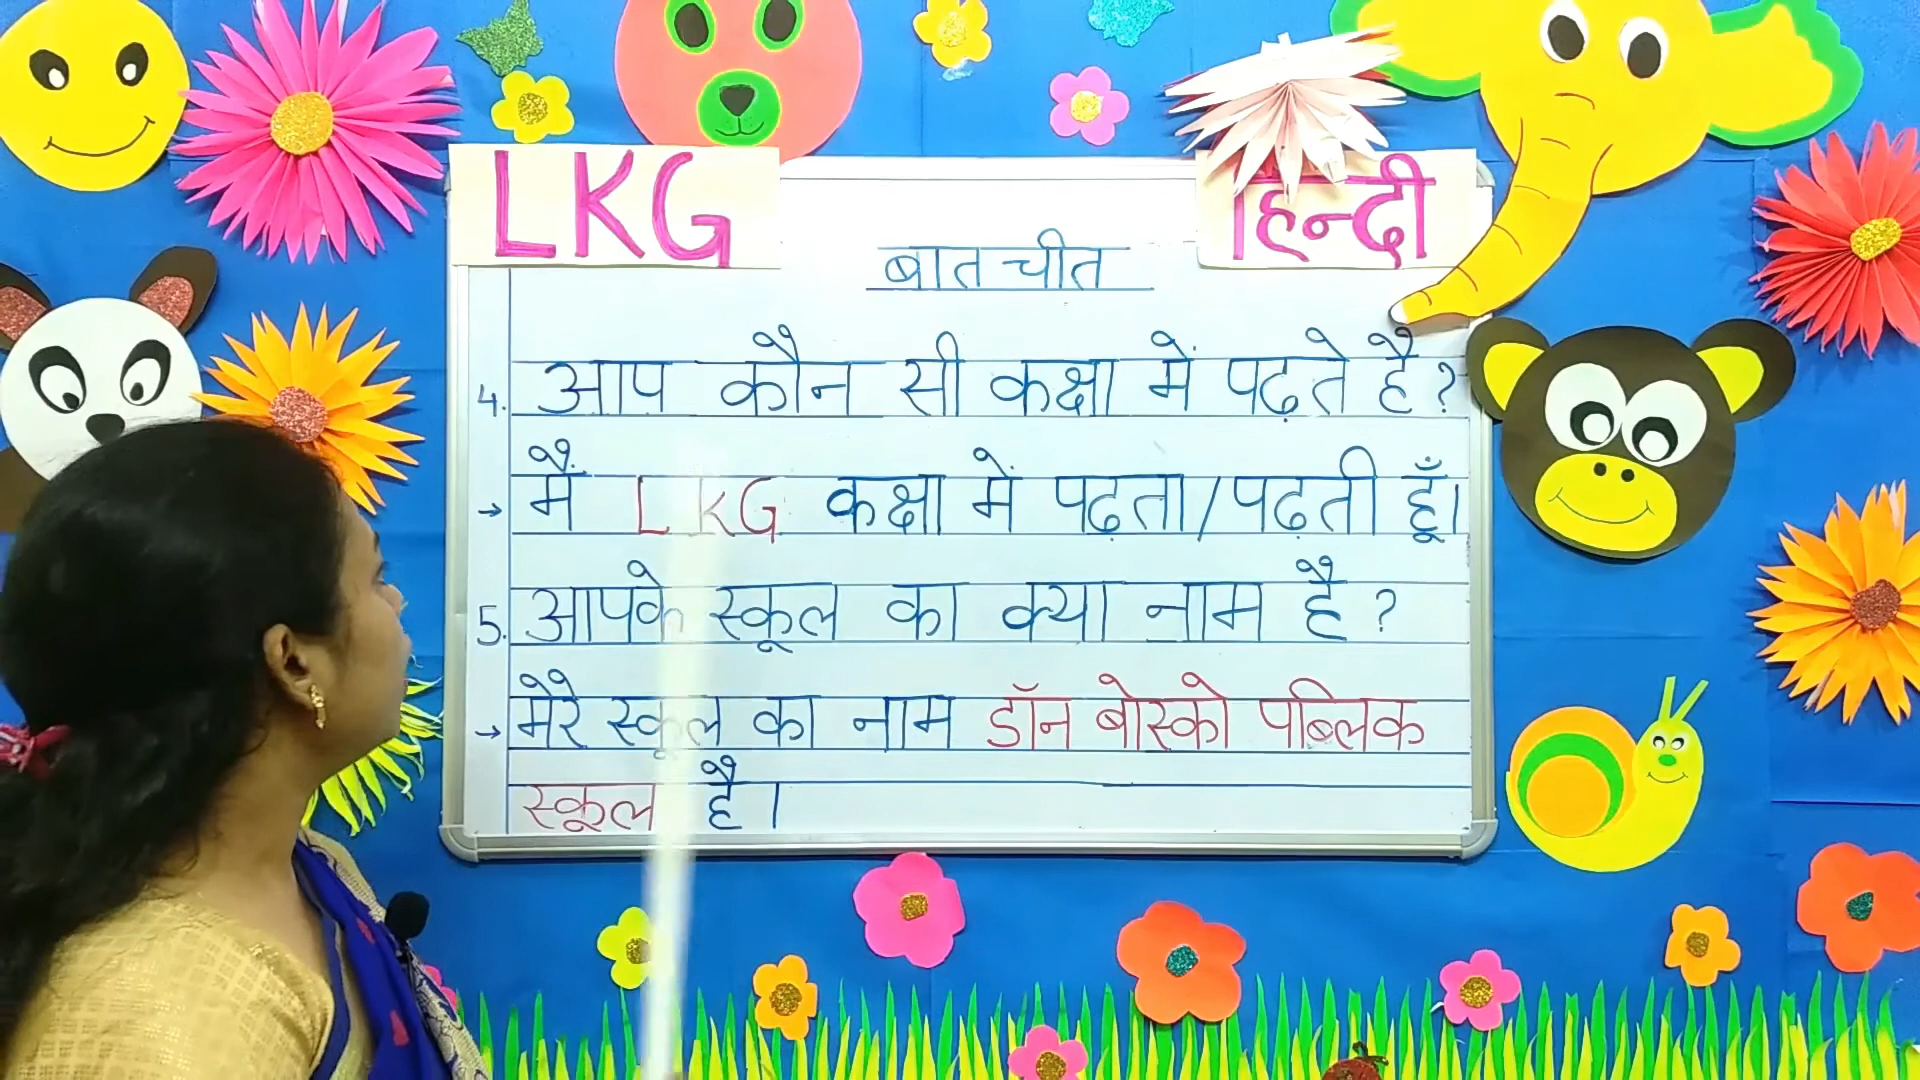 LKG
हिन्दी
बातचीत
4. आप कौन सी कक्षा में पढ़ते है?
→ मैं LKG कक्षा में पढ़ता/पढ़ती हूँ।
5. आपके स्कूल का क्या नाम है?
→ मेरे स्कूल का नाम डॉन बोस्को पब्लिक
स्कूल है।